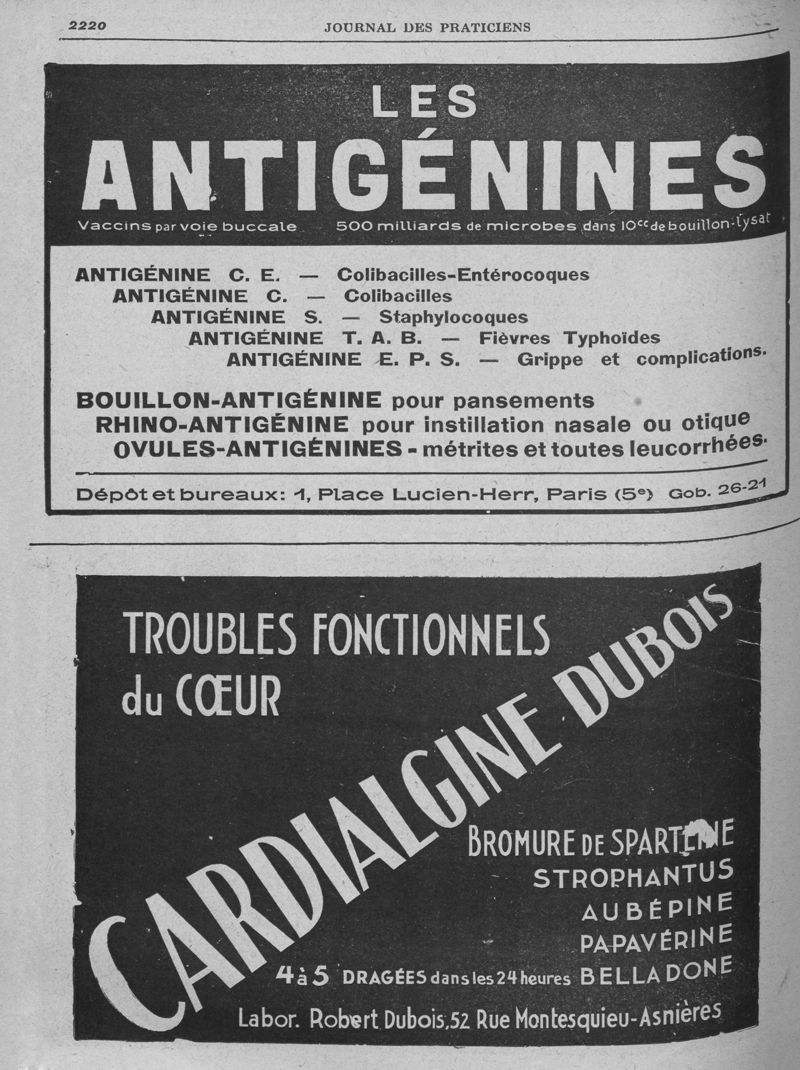 2220
JOURNAL DES PRATICIENS
LES
ANTIGÉNINES
Vaccins par voie buccale 500 milliards de microbes dans 10cc de bouillon-lysat
ANTIGÉNINE C. E. — Colibacilles-Entérocoques
ANTIGÉNINE C. — Colibacilles
ANTIGÉNINE S. — Staphylocoques
ANTIGÉNINE T. A. B. — Fièvres Typhoïdes
ANTIGÉNINE E. P. S. — Grippe et complications.
BOUILLON-ANTIGÉNINE pour pansements
RHINO-ANTIGÉNINE pour instillation nasale ou otique
OVULES-ANTIGÉNINES - métrites et toutes leucorrhées.
Dépôt et bureaux: 1, Place Lucien-Herr, Paris (5e) Gob. 26-21
TROUBLES FONCTIONNELS
du CŒUR
CARDIALGINE DUBOIS
BROMURE DE SPARTÉINE
STROPHANTUS
AUBÉPINE
PAPAVÉRINE
4 à 5 DRAGÉES dans les 24 heures BELLADONE
Labor. Robert Dubois, 52 Rue Montesquieu-Asnières